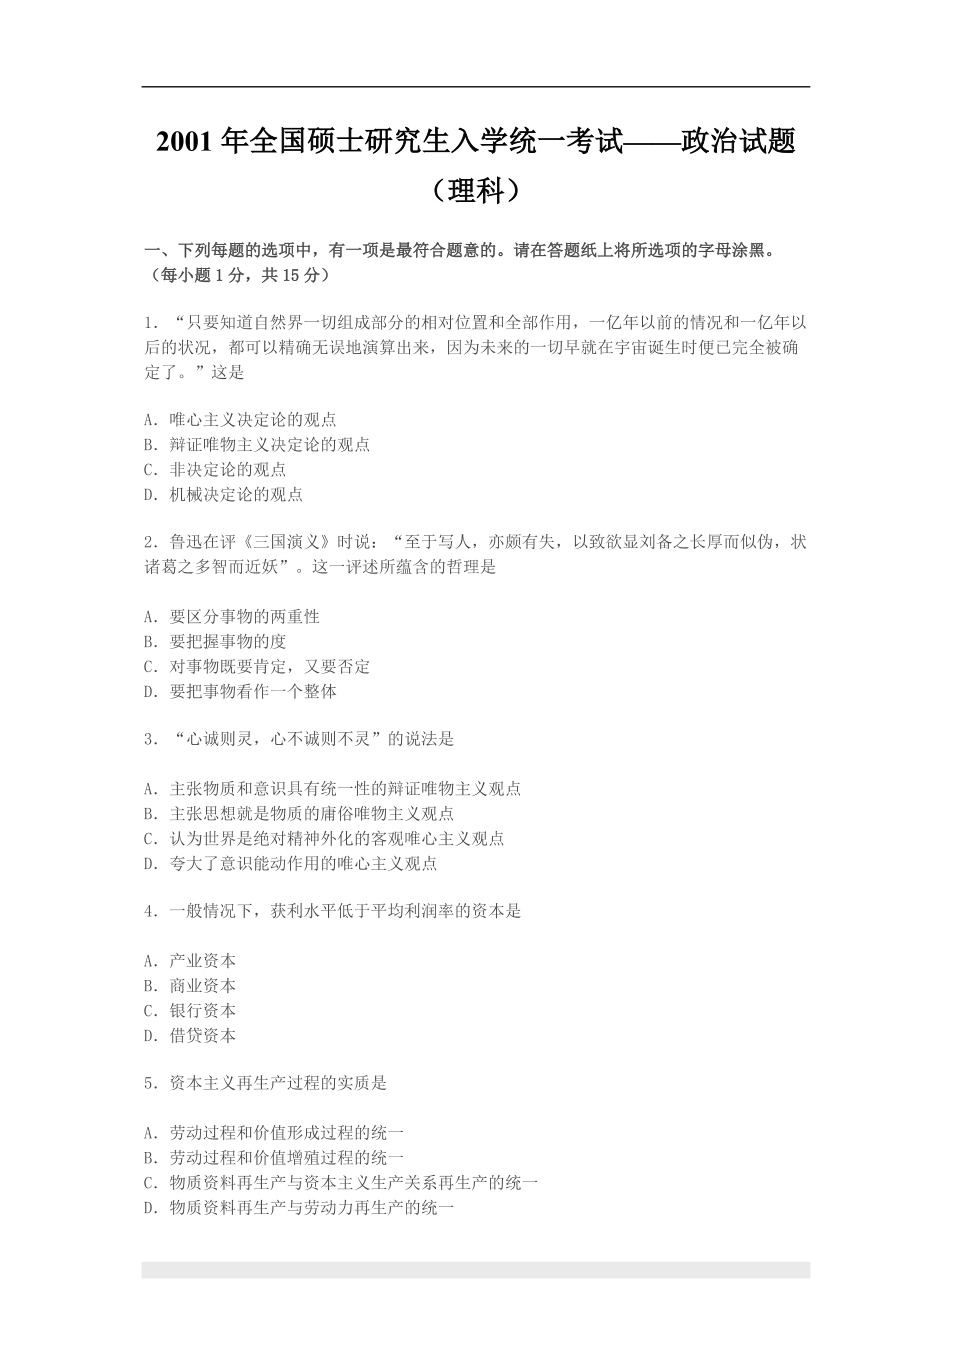 2001 年全国硕士研究生入学统一考试——政治试题
（理科）
一、下列每题的选项中，有一项是最符合题意的。请在答题纸上将所选项的字母涂黑。
（每小题 1 分，共 15 分）
1．“只要知道自然界一切组成部分的相对位置和全部作用，一亿年以前的情况和一亿年以
后的状况，都可以精确无误地演算出来，因为未来的一切早就在宇宙诞生时便已完全被确
定了。”这是
A．唯心主义决定论的观点
B．辩证唯物主义决定论的观点
C．非决定论的观点
D．机械决定论的观点
2．鲁迅在评《三国演义》时说：“至于写人，亦颇有失，以致欲显刘备之长厚而似伪，状
诸葛之多智而近妖”。这一评述所蕴含的哲理是
A．要区分事物的两重性
B．要把握事物的度
C．对事物既要肯定，又要否定
D．要把事物看作一个整体
3．“心诚则灵，心不诚则不灵”的说法是
A．主张物质和意识具有统一性的辩证唯物主义观点
B．主张思想就是物质的庸俗唯物主义观点
C．认为世界是绝对精神外化的客观唯心主义观点
D．夸大了意识能动作用的唯心主义观点
4．一般情况下，获利水平低于平均利润率的资本是
A．产业资本
B．商业资本
C．银行资本
D．借贷资本
5．资本主义再生产过程的实质是
A．劳动过程和价值形成过程的统一
B．劳动过程和价值增殖过程的统一
C．物质资料再生产与资本主义生产关系再生产的统一
D．物质资料再生产与劳动力再生产的统一